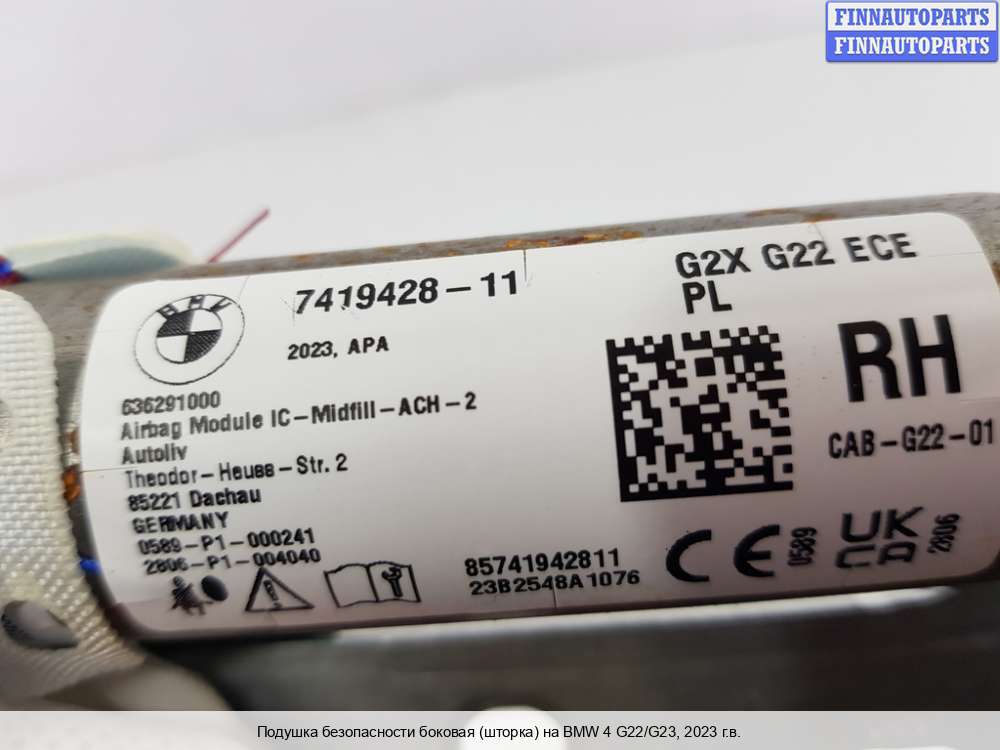 FINNAUTOPARTS
FINNAUTOPARTS
BMW
7419428-11
G2X G22 ECE
PL
2023, APA
RH
636291000
Airbag Module IC-Midfill-ACH-2
CAB-G22-01
Autoliv
Theodor-Heuss-Str. 2
85221 Dachau
GERMANY
0589-P1-000241
2806-P1-004040
85741942811
23B2548A1076
CE 0589
UK
CA 2806
Подушка безопасности боковая (шторка) на BMW 4 G22/G23, 2023 г.в.